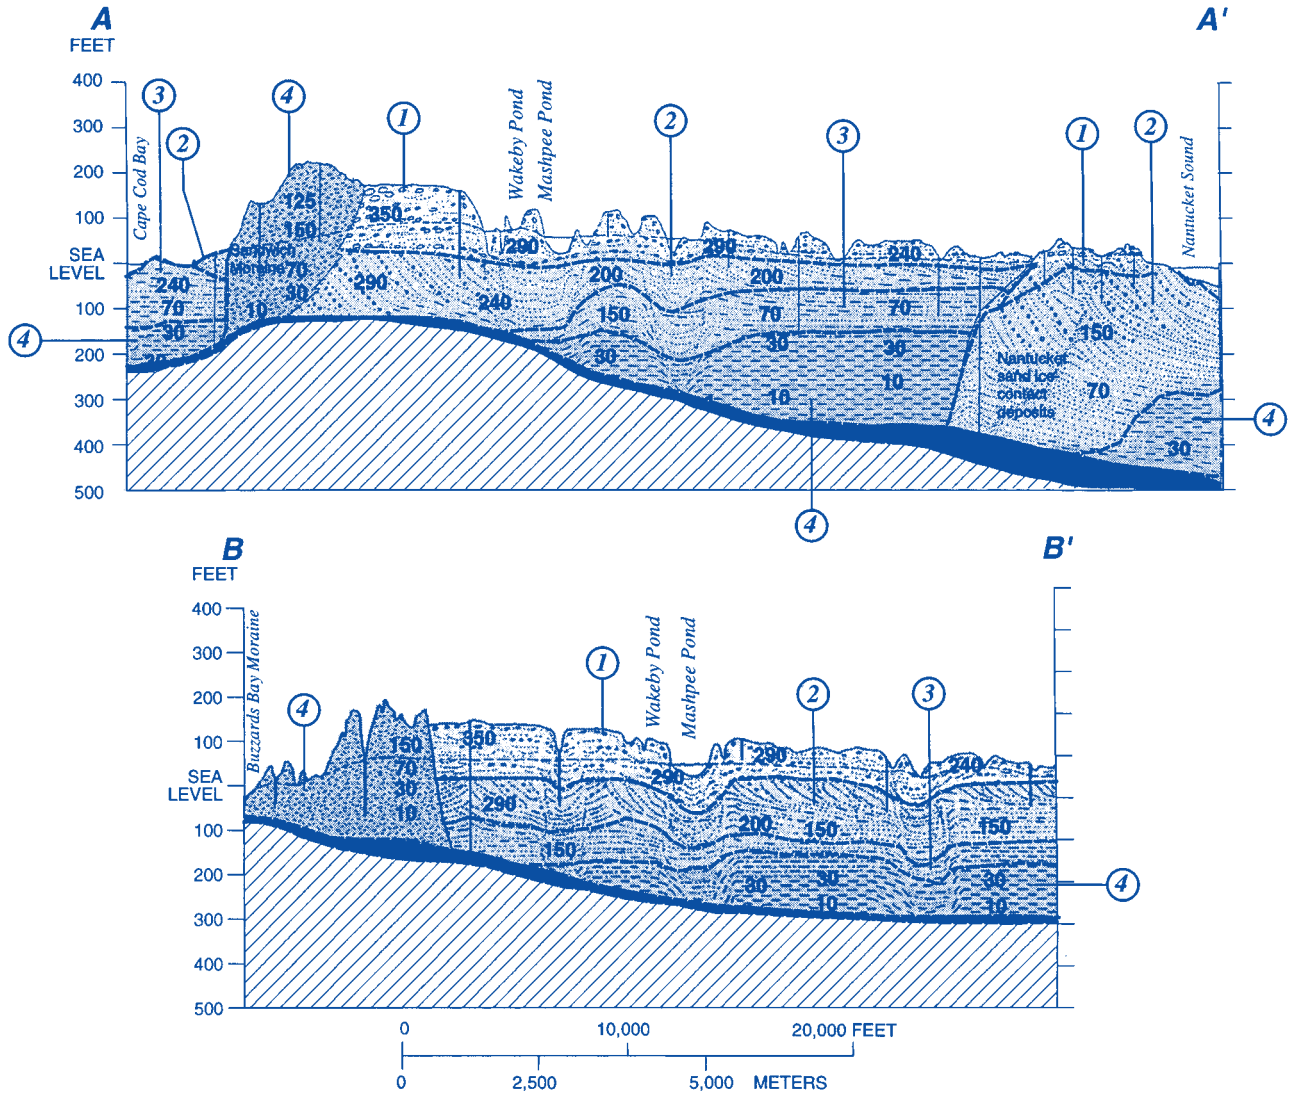 A A'
FEET
400
300
200
100
SEA
LEVEL
100
200
300
400
500
3 2 4 1 2 3 1 2
4
4
4
Cape Cod Bay
Wakeby Pond
Mashpee Pond
Nantucket Sound
125
150
70
30
10
Sandwich
Moraine
240
70
30
30
350
290
290
240
200
150
30
290
200
70
30
10
240
70
30
10
Nantucket
sand ice-
contact
deposits
150
70
30
B B'
FEET
400
300
200
100
SEA
LEVEL
100
200
300
400
500
Buzzards Bay Moraine
4 1 2 3
4
Wakeby Pond
Mashpee Pond
150
70
30
10
350
290
150
290
290
200
150
30
30
10
240
150
30
10
0 10,000 20,000 FEET
0 2,500 5,000 METERS